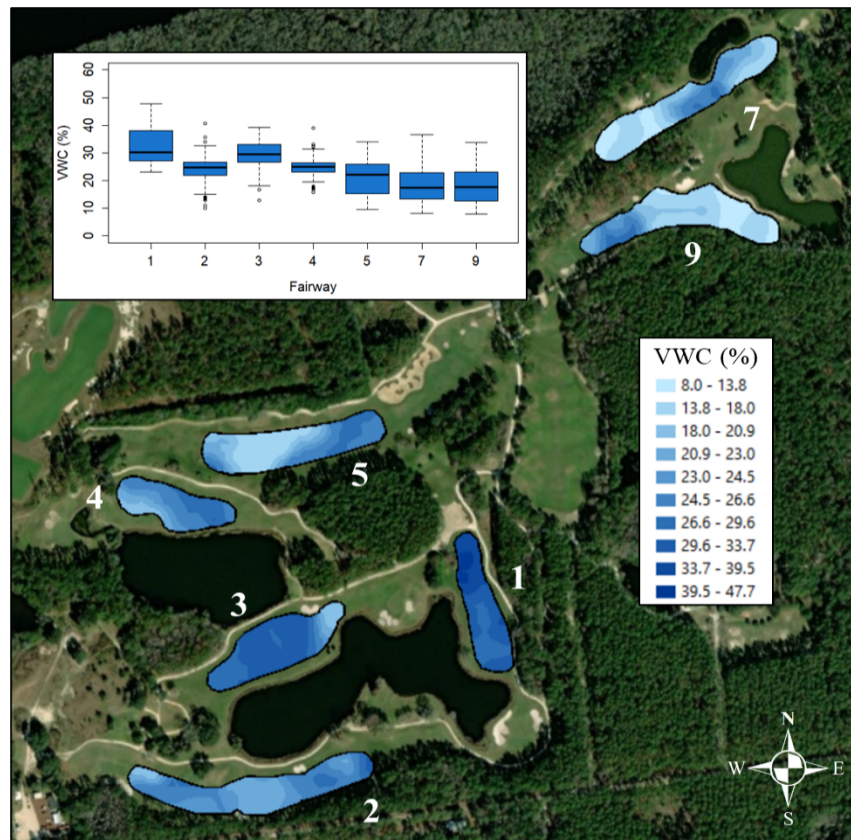 60
50
40
30
20
10
0
VWC (%)
1 2 3 4 5 7 9
Fairway
7
9
VWC (%)
8.0 - 13.8
13.8 - 18.0
18.0 - 20.9
20.9 - 23.0
23.0 - 24.5
24.5 - 26.6
26.6 - 29.6
29.6 - 33.7
33.7 - 39.5
39.5 - 47.7
5
4
1
3
2
N
W E
S